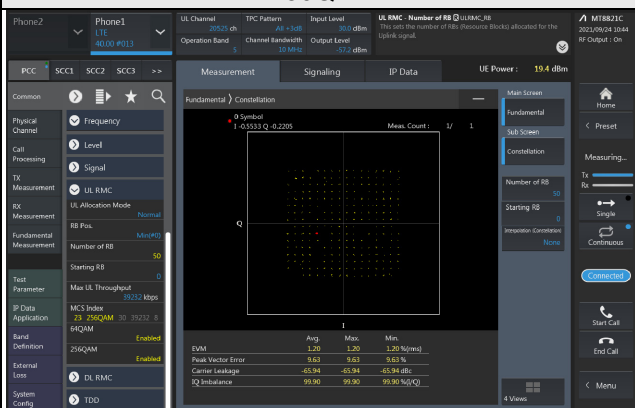 Phone2
Phone1
LTE
40.00 #013
UL Channel
20525 ch
TPC Pattern
All +3dB
Input Level
30.0 dBm
Operation Band
5
Channel Bandwidth
10 MHz
Output Level
-57.2 dBm
UL RMC - Number of RB ULRMC_RB
This sets the number of RBs (Resource Blocks) allocated for the
Uplink signal.
MT8821C
2021/09/24 10:44
RF Output : On
PCC
SCC1
SCC2
SCC3
>>
Measurement
Signaling
IP Data
UE Power : 19.4 dBm
Common
Physical
Channel
Call
Processing
TX
Measurement
RX
Measurement
Fundamental
Measurement
Test
Parameter
IP Data
Application
Band
Definition
External
Loss
System
Config
Frequency
Level
Signal
UL RMC
UL Allocation Mode
Normal
RB Pos.
Min(#0)
Number of RB
50
Starting RB
0
Max UL Throughput
39232 kbps
MCS Index
23 256QAM 30 39232 8
64QAM
Enabled
256QAM
Enabled
DL RMC
TDD
Fundamental ❭ Constellation
0 Symbol
I -0.5533 Q -0.2205
Meas. Count : 1/ 1
Q
I
Avg. Max. Min.
EVM 1.20 1.20 1.20 %(rms)
Peak Vector Error 9.63 9.63 9.63 %
Carrier Leakage -65.94 -65.94 -65.94 dBc
IQ Imbalance 99.90 99.90 99.90 %(I/Q)
Main Screen
Fundamental
Sub Screen
Constellation
Number of RB
50
Starting RB
0
Interpolation (Constellation)
None
4 Views
Home
< Preset
Measuring...
Tx
Rx
Single
Continuous
Connected
Start Call
End Call
< Menu